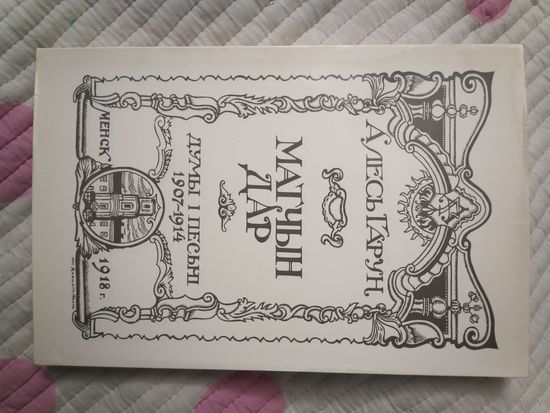 АЛЕСЬ ГАРУН
МАТЧЫН
ДАР
ДУМЫ І ПЕСЬНІ
1907-1914
МЕНСК 1918 г.